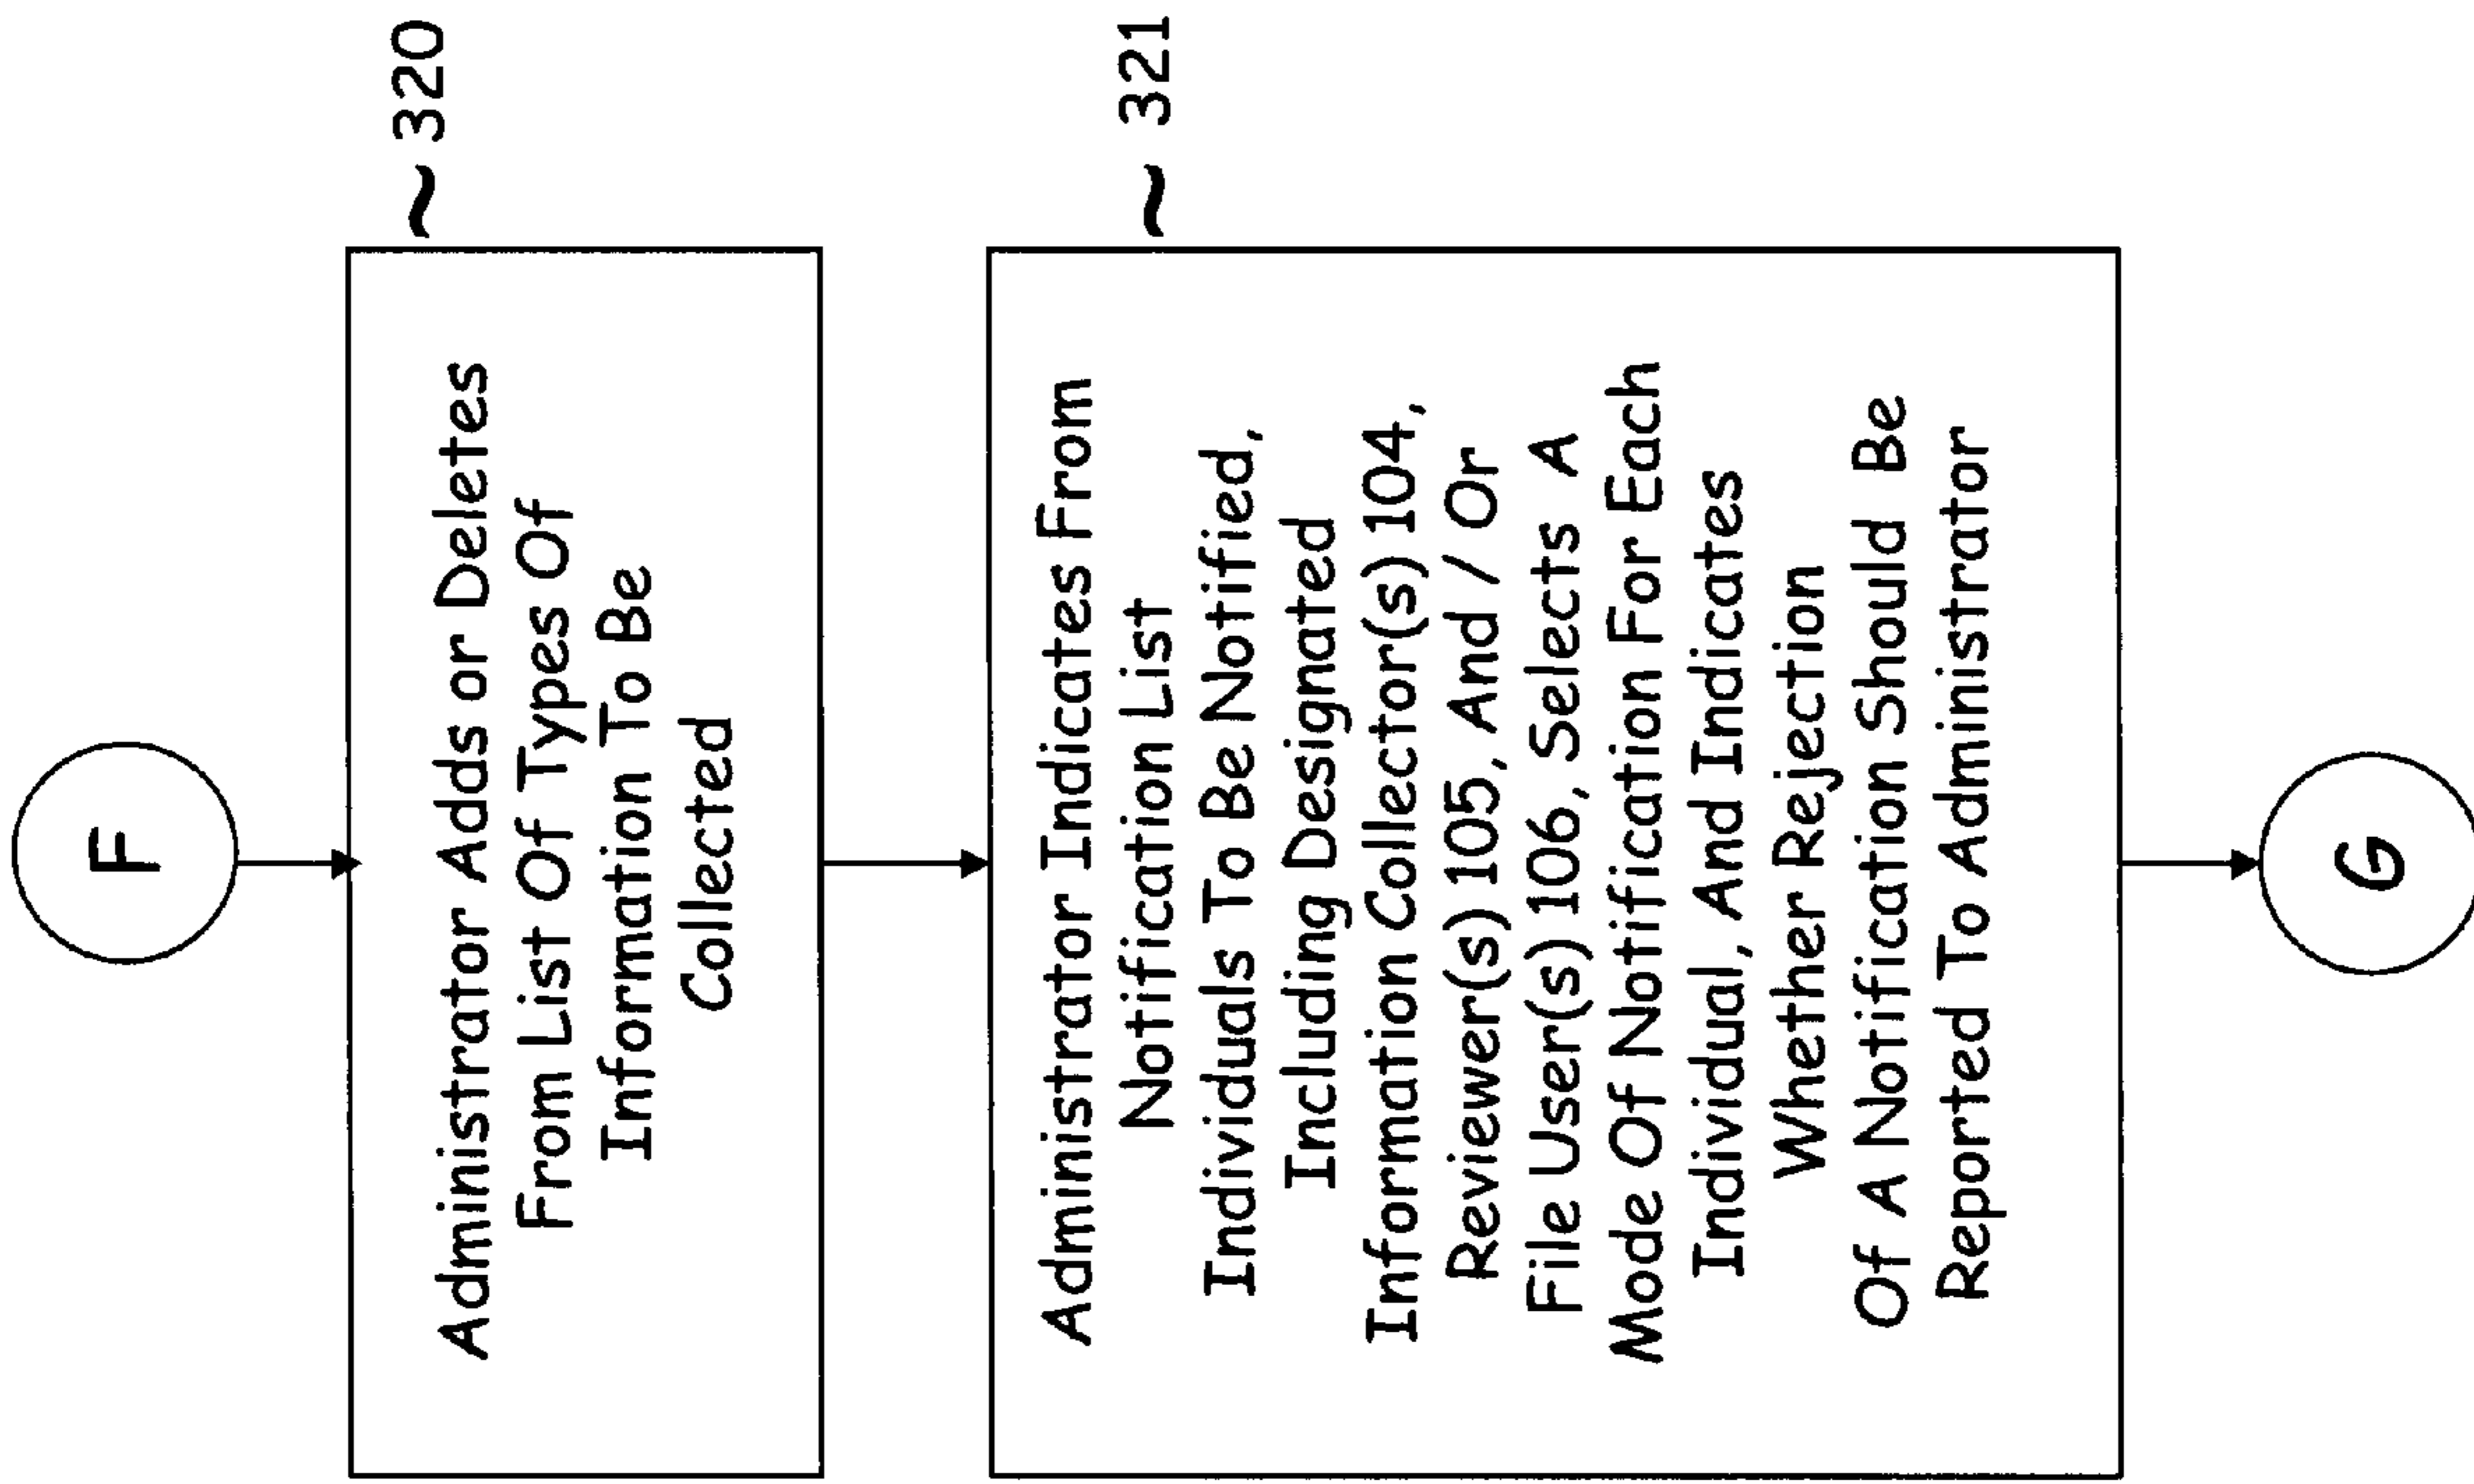 F
320
Administrator Adds or Deletes
From List Of Types Of
Information To Be
Collected
321
Administrator Indicates From
Notification List
Individuals To Be Notified,
Including Designated
Information Collector(s) 104,
Reviewer(s) 105, And / Or
File User(s) 106, Selects A
Mode Of Notification For Each
Individual, And Indicates
Whether Rejection
Of A Notification Should Be
Reported To Administrator
G